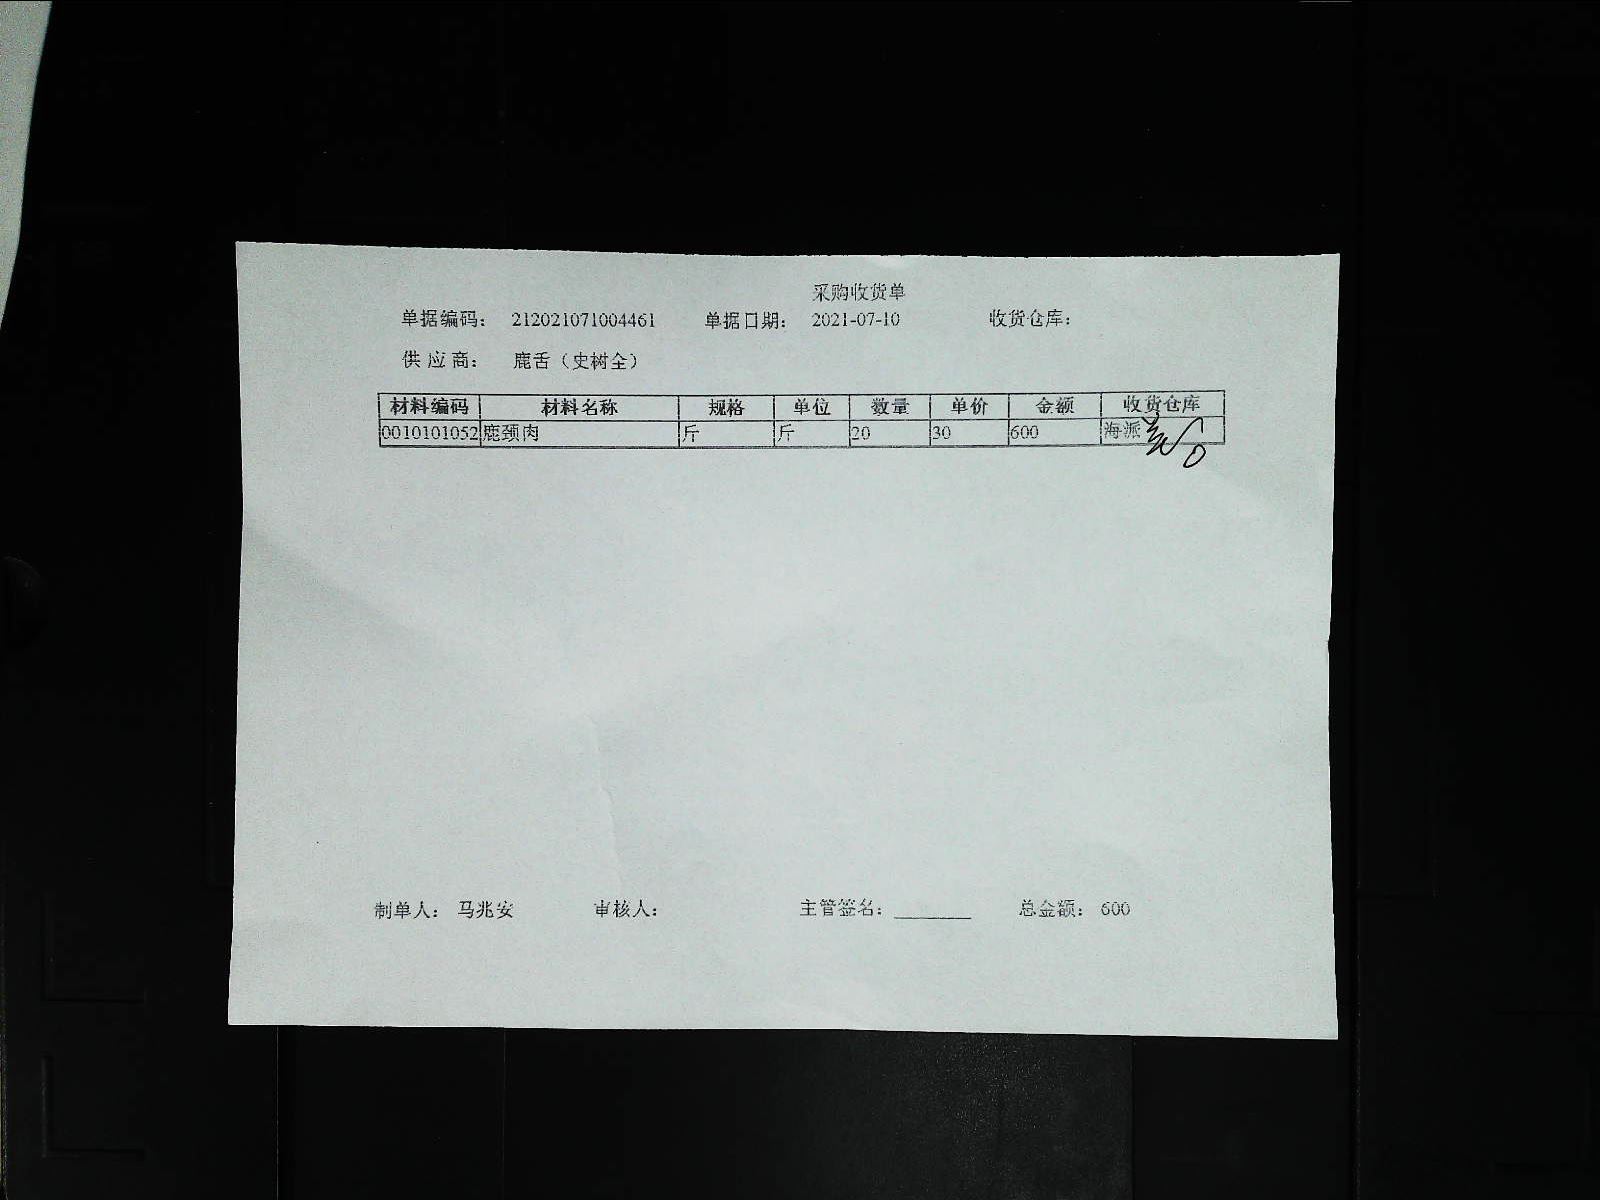 采购收货单
单据编码： 212021071004461 单据日期： 2021-07-10 收货仓库：
供 应 商： 鹿舌（史树全）
材料编码 材料名称 规格 单位 数量 单价 金额 收货仓库
0010101052 鹿颈肉 斤 斤 20 30 600 海派
制单人： 马兆安 审核人： 主管签名： ________ 总金额： 600